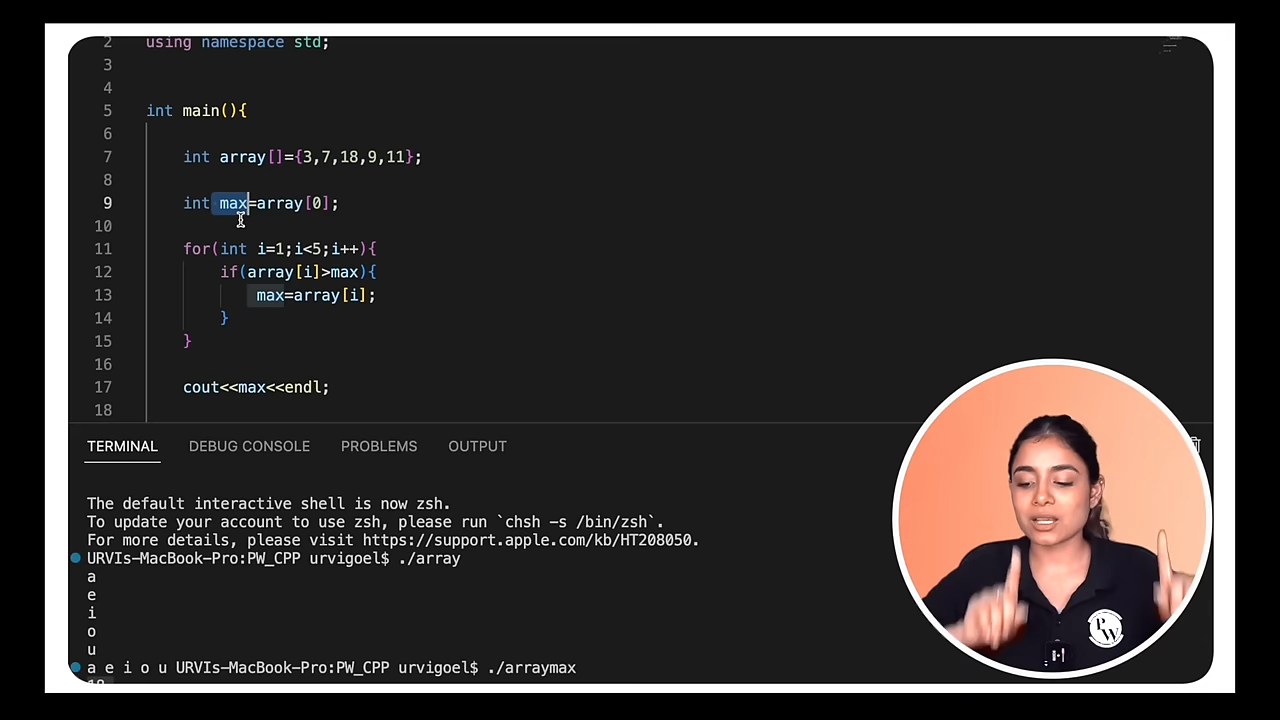 2 using namespace std;
3
4
5 int main(){
6
7 int array[]={3,7,18,9,11};
8
9 int max=array[0];
10
11 for(int i=1;i<5;i++){
12 if(array[i]>max){
13 max=array[i];
14 }
15 }
16
17 cout<<max<<endl;
18
TERMINAL DEBUG CONSOLE PROBLEMS OUTPUT
The default interactive shell is now zsh.
To update your account to use zsh, please run `chsh -s /bin/zsh`.
For more details, please visit https://support.apple.com/kb/HT208050.
URVIs-MacBook-Pro:PW_CPP urvigoel$ ./array
a
e
i
o
u
a e i o u URVIs-MacBook-Pro:PW_CPP urvigoel$ ./arraymax
PW